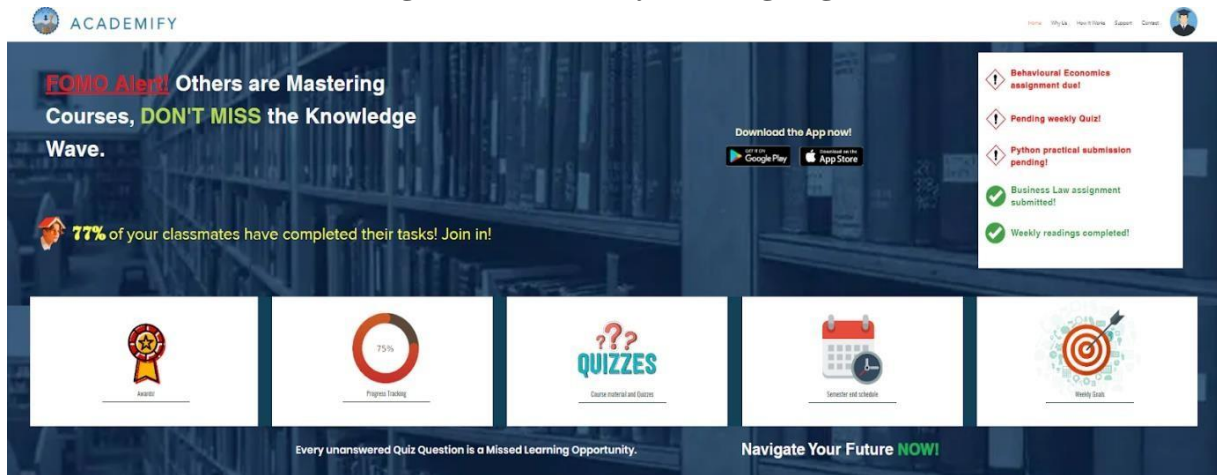 ACADEMIFY
Home Why Us How It Works Support Contact
FOMO Alert! Others are Mastering
Courses, DON'T MISS the Knowledge
Wave.
77% of your classmates have completed their tasks! Join in!
Download the App now!
GET IT ON
Google Play
Download on the
App Store
Behavioural Economics
assignment due!
Pending weekly Quiz!
Python practical submission
pending!
Business Law assignment
submitted!
Weekly readings completed!
Awards!
75%
Progress Tracking
???
QUIZZES
Course material and Quizzes
Semester end schedule
Weekly Goals
Every unanswered Quiz Question is a Missed Learning Opportunity.
Navigate Your Future NOW!